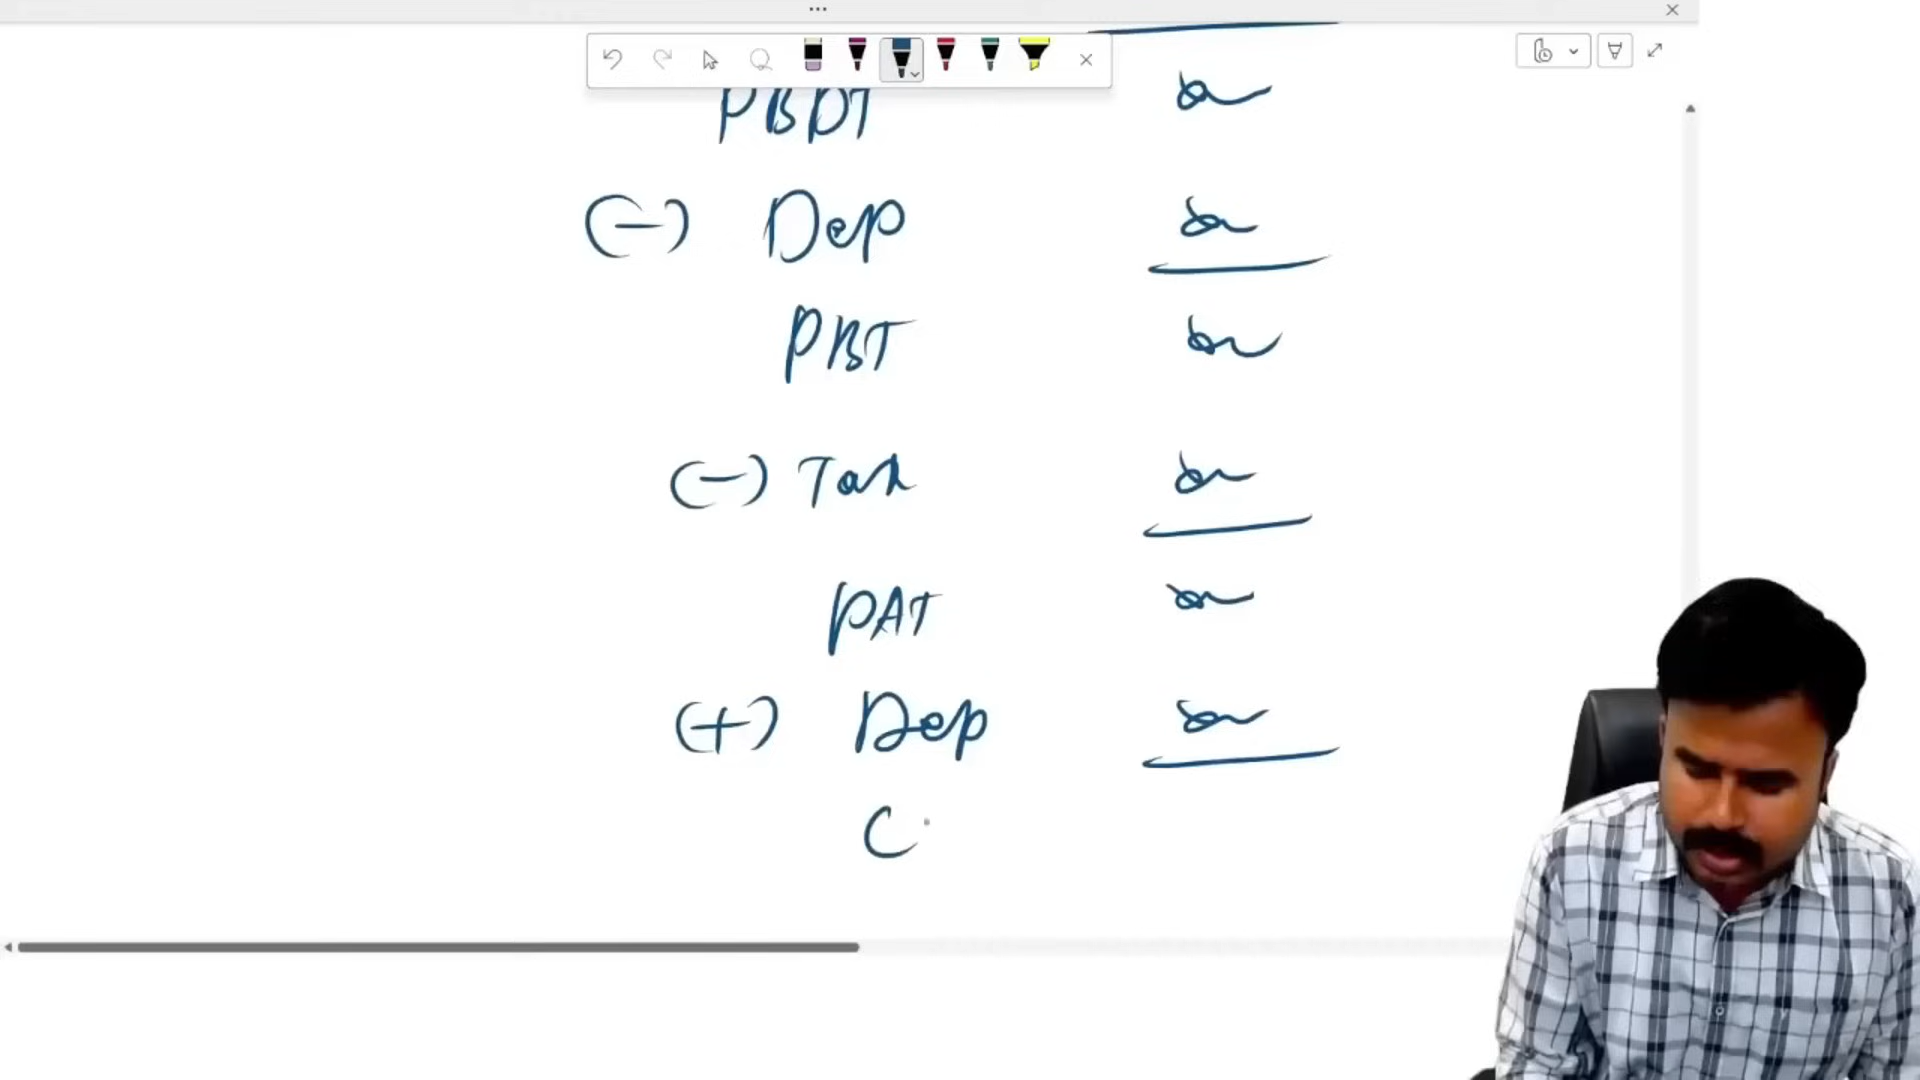 PBDT
(-) Dep
PBT
(-) Tax
PAT
(+) Dep
C